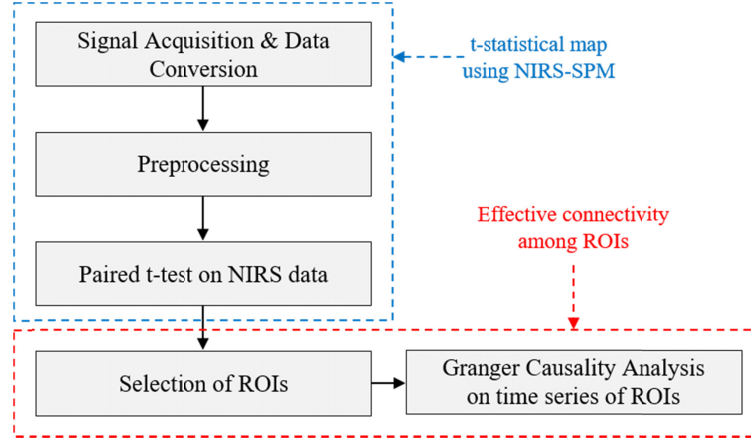 Signal Acquisition & Data
Conversion
t-statistical map
using NIRS-SPM
Preprocessing
Effective connectivity
among ROIs
Paired t-test on NIRS data
Selection of ROIs
Granger Causality Analysis
on time series of ROIs